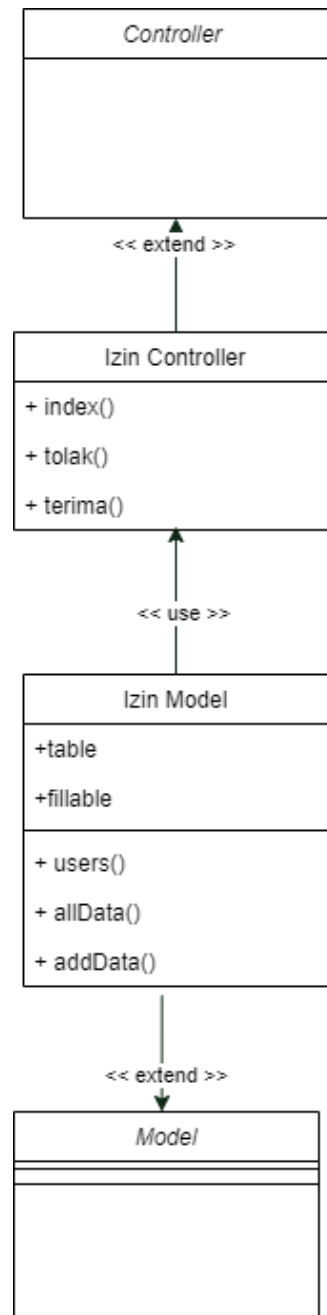 Controller
<< extend >>
Izin Controller
+ index()
+ tolak()
+ terima()
<< use >>
Izin Model
+table
+fillable
+ users()
+ allData()
+ addData()
<< extend >>
Model